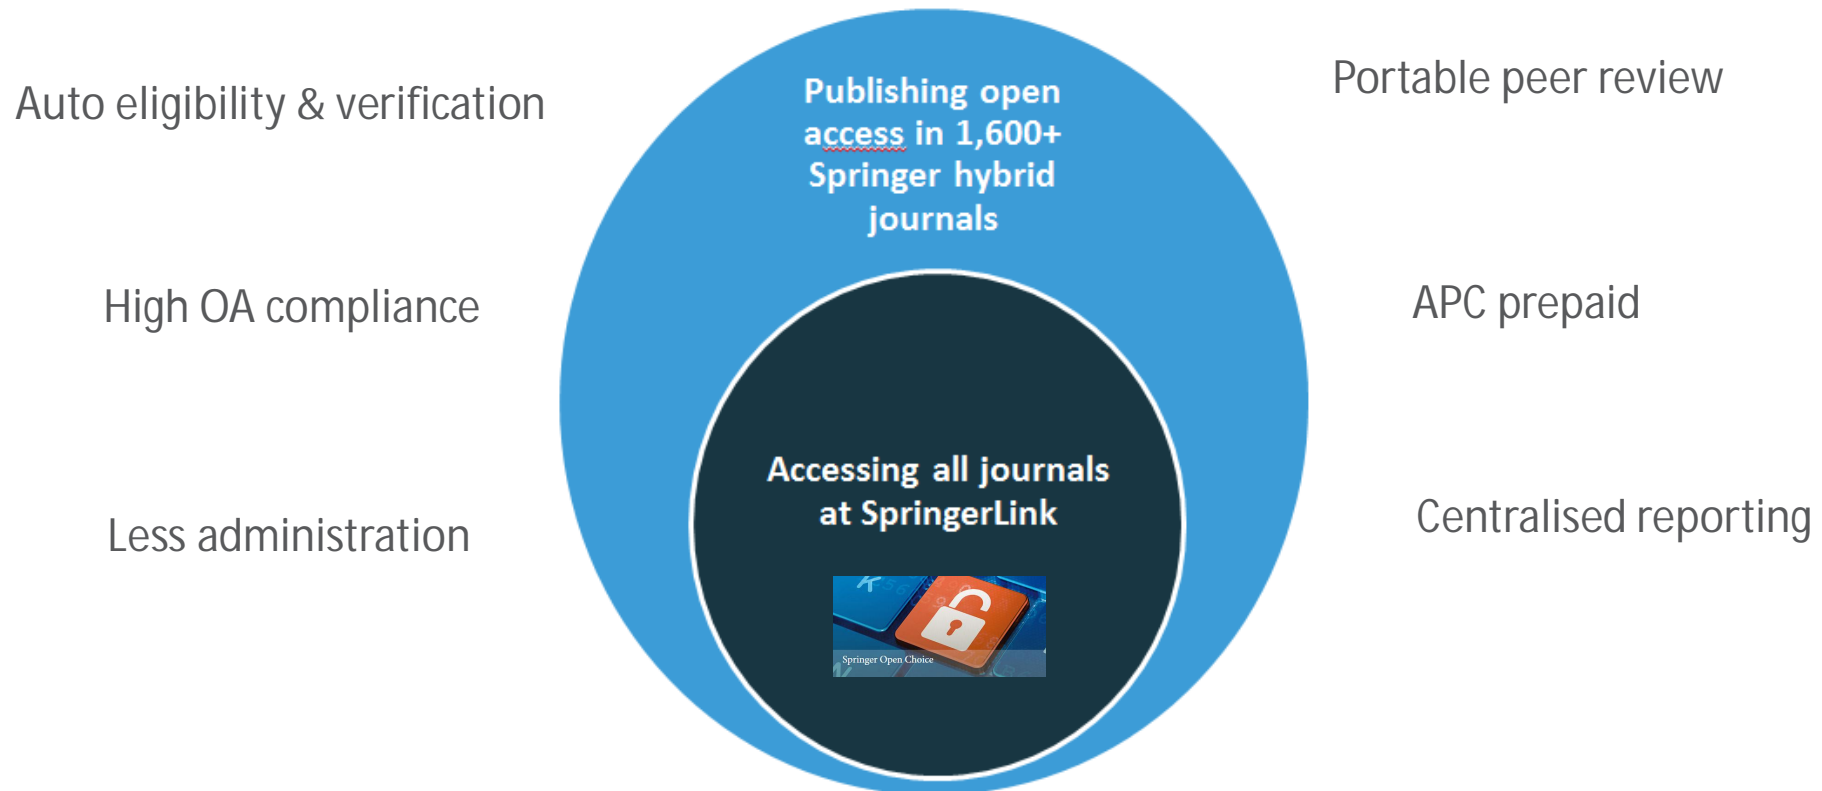 Auto eligibility & verification
High OA compliance
Less administration
Publishing open
access in 1,600+
Springer hybrid
journals
Accessing all journals
at SpringerLink
Springer Open Choice
Portable peer review
APC prepaid
Centralised reporting